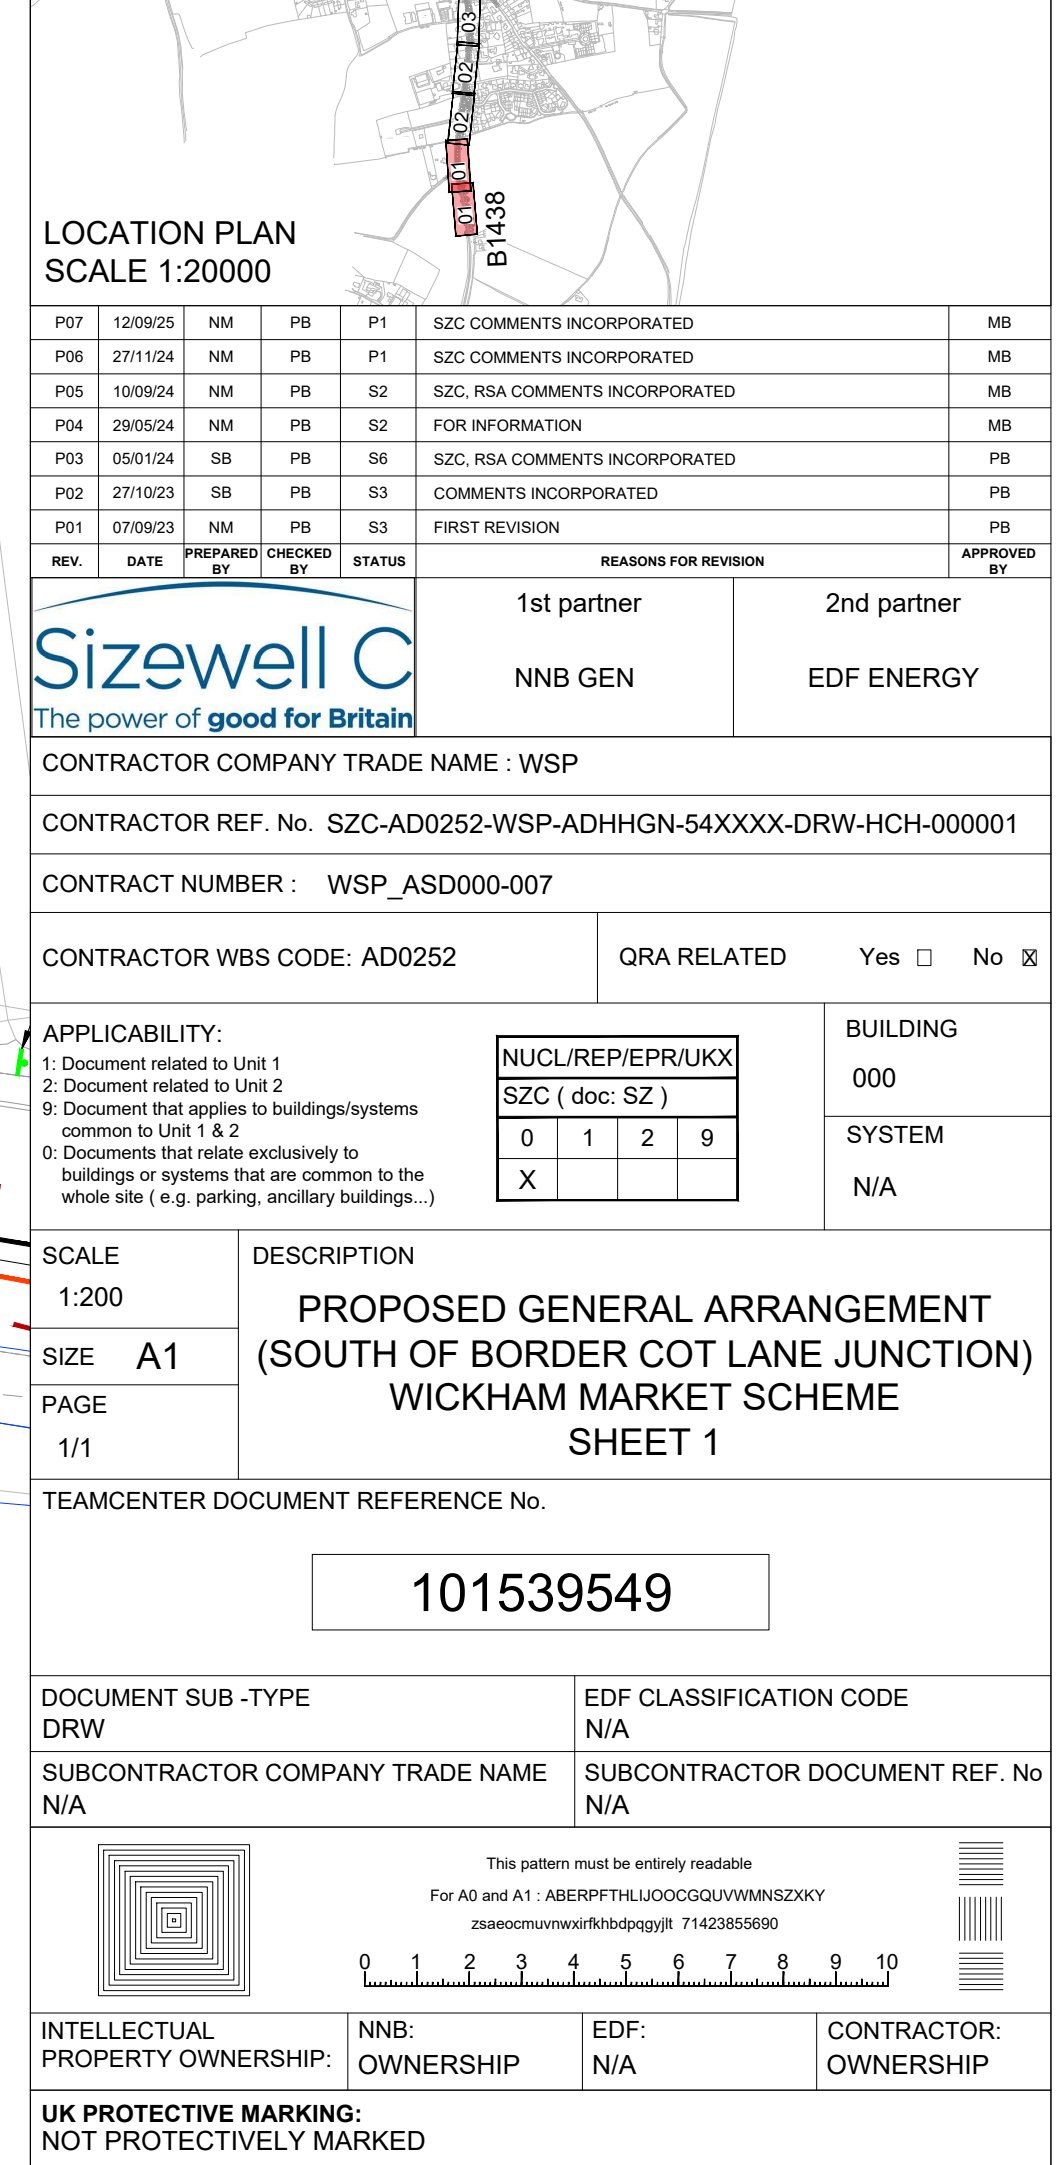 03
02
02
01
01
B1438
LOCATION PLAN
SCALE 1:20000
P07 12/09/25 NM PB P1 SZC COMMENTS INCORPORATED MB
P06 27/11/24 NM PB P1 SZC COMMENTS INCORPORATED MB
P05 10/09/24 NM PB S2 SZC, RSA COMMENTS INCORPORATED MB
P04 29/05/24 NM PB S2 FOR INFORMATION MB
P03 05/01/24 SB PB S6 SZC, RSA COMMENTS INCORPORATED PB
P02 27/10/23 SB PB S3 COMMENTS INCORPORATED PB
P01 07/09/23 NM PB S3 FIRST REVISION PB
REV. DATE PREPARED BY CHECKED BY STATUS REASONS FOR REVISION APPROVED BY
Sizewell C
The power of good for Britain
1st partner 2nd partner
NNB GEN EDF ENERGY
CONTRACTOR COMPANY TRADE NAME : WSP
CONTRACTOR REF. No. SZC-AD0252-WSP-ADHHGN-54XXXX-DRW-HCH-000001
CONTRACT NUMBER : WSP_ASD000-007
CONTRACTOR WBS CODE: AD0252 QRA RELATED Yes ☐ No ☒
APPLICABILITY:
1: Document related to Unit 1
2: Document related to Unit 2
9: Document that applies to buildings/systems
common to Unit 1 & 2
0: Documents that relate exclusively to
buildings or systems that are common to the
whole site ( e.g. parking, ancillary buildings...)
NUCL/REP/EPR/UKX
SZC ( doc: SZ )
0 1 2 9
X
BUILDING
000
SYSTEM
N/A
SCALE
1:200
SIZE A1
PAGE
1/1
DESCRIPTION
PROPOSED GENERAL ARRANGEMENT
(SOUTH OF BORDER COT LANE JUNCTION)
WICKHAM MARKET SCHEME
SHEET 1
TEAMCENTER DOCUMENT REFERENCE No.
101539549
DOCUMENT SUB -TYPE
DRW
EDF CLASSIFICATION CODE
N/A
SUBCONTRACTOR COMPANY TRADE NAME
N/A
SUBCONTRACTOR DOCUMENT REF. No
N/A
This pattern must be entirely readable
For A0 and A1 : ABERPFTHLIJOOCGQUVWMNSZXKY
zsaeocmuvnwxirfkhbdpqgyjlt 71423855690
0 1 2 3 4 5 6 7 8 9 10
INTELLECTUAL
PROPERTY OWNERSHIP:
NNB:
OWNERSHIP
EDF:
N/A
CONTRACTOR:
OWNERSHIP
UK PROTECTIVE MARKING:
NOT PROTECTIVELY MARKED